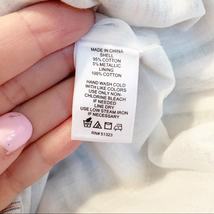 MADE IN CHINA
SHELL
95% COTTON
5% METALLIC
LINING
100% COTTON
HAND WASH COLD
WITH LIKE COLORS
USE ONLY NON-
CHLORINE BLEACH
IF NEEDED
LINE DRY
USE LOW STEAM IRON
IF NECESSARY
RN# 51323